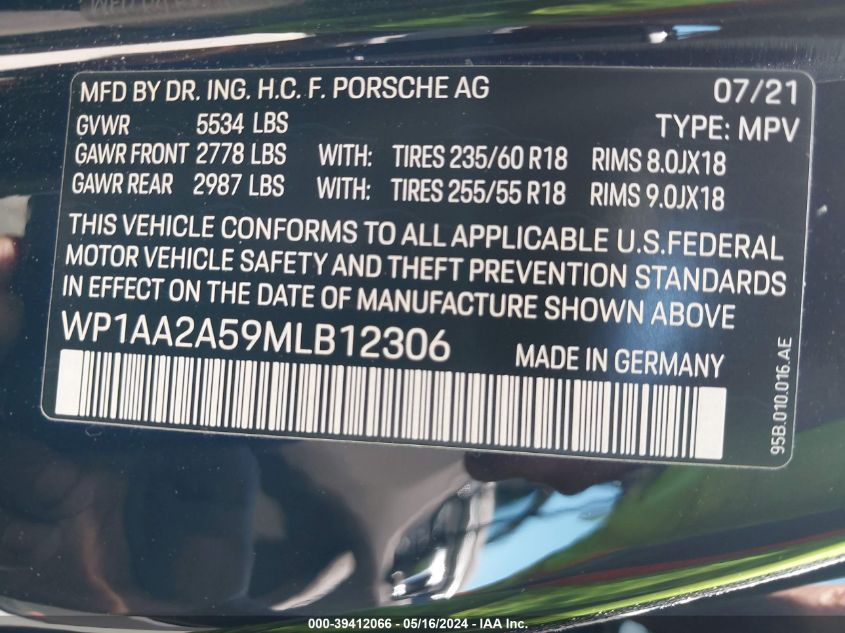 MFD BY DR. ING. H.C. F. PORSCHE AG 07/21
GVWR 5534 LBS TYPE: MPV
GAWR FRONT 2778 LBS WITH: TIRES 235/60 R18 RIMS 8.0JX18
GAWR REAR 2987 LBS WITH: TIRES 255/55 R18 RIMS 9.0JX18
THIS VEHICLE CONFORMS TO ALL APPLICABLE U.S.FEDERAL
MOTOR VEHICLE SAFETY AND THEFT PREVENTION STANDARDS
IN EFFECT ON THE DATE OF MANUFACTURE SHOWN ABOVE
WP1AA2A59MLB12306 MADE IN GERMANY
95B.010.016.AE
000-39412066 - 05/16/2024 - IAA Inc.